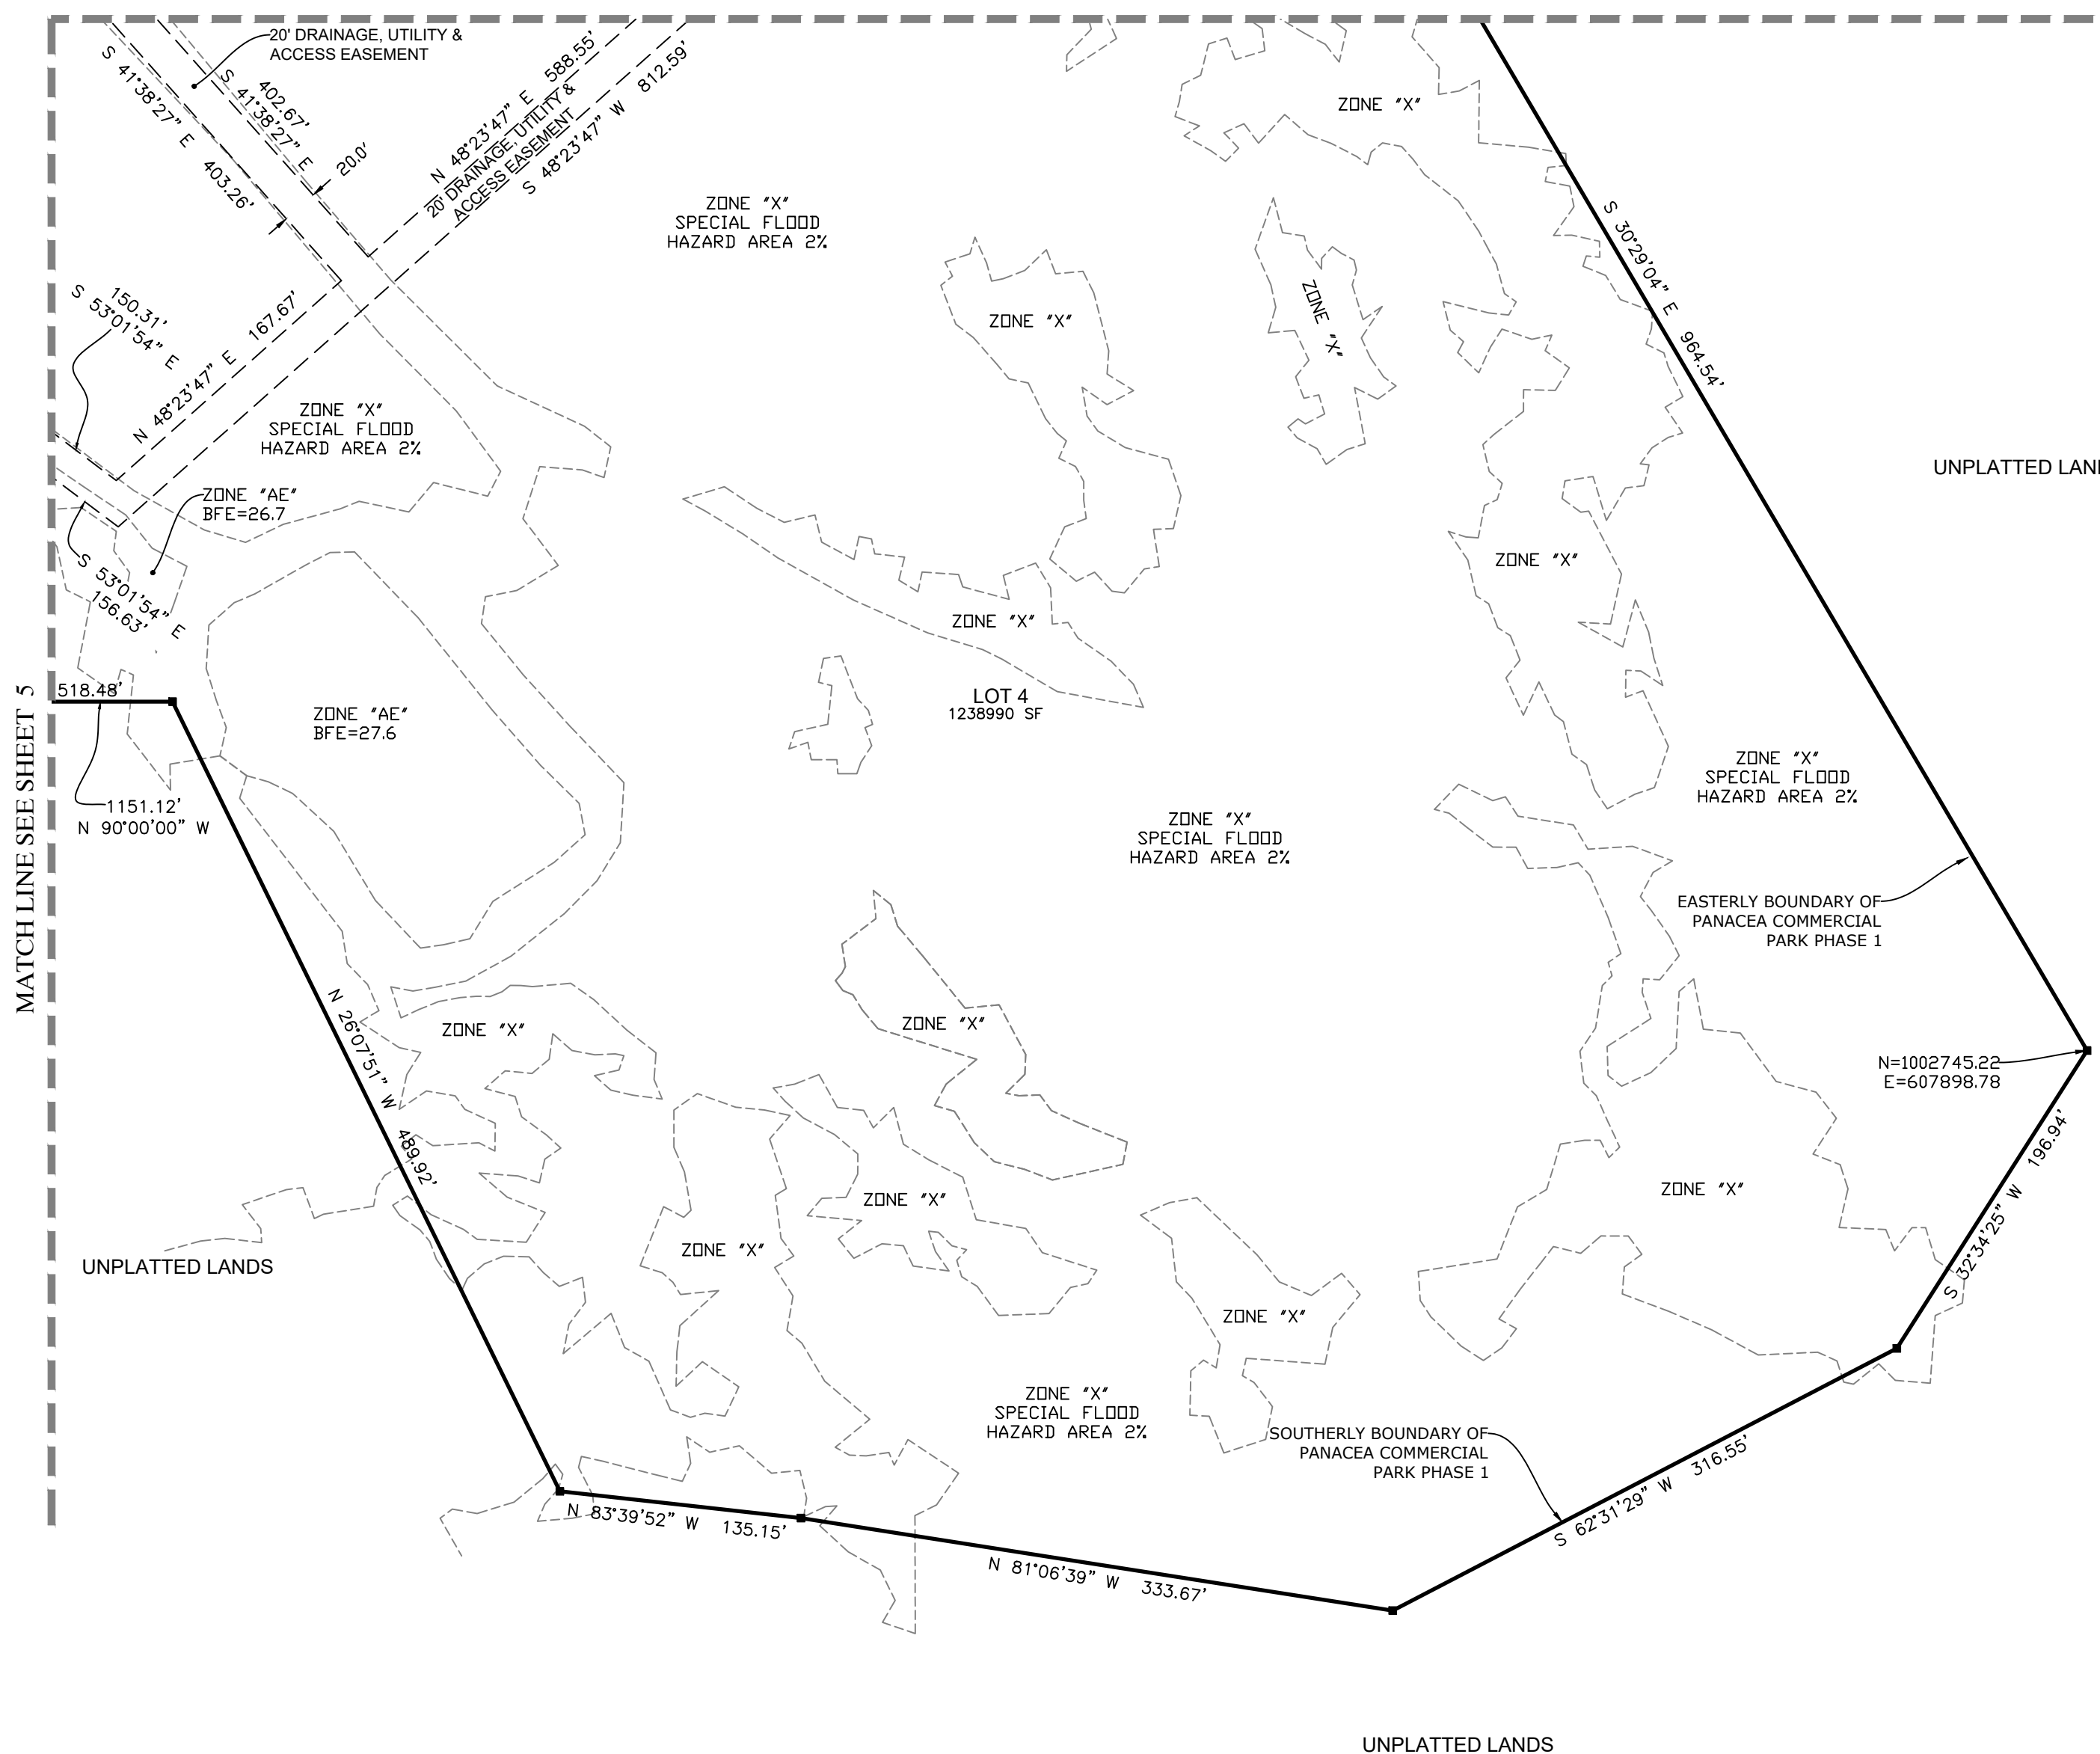 20' DRAINAGE, UTILITY &
ACCESS EASEMENT
S 41°38'27" E 403.26'
402.67'
S 41°38'27" E
20.0'
N 48°23'47" E 588.55'
20' DRAINAGE, UTILITY &
ACCESS EASEMENT
S 48°23'47" W 812.59'
ZONE "X"
ZONE "X"
SPECIAL FLOOD
HAZARD AREA 2%
S 30°29'04" E 964.54'
150.31'
S 53°01'54" E
N 48°23'47" E 167.67'
ZONE "X"
ZONE "X"
ZONE "X"
SPECIAL FLOOD
HAZARD AREA 2%
UNPLATTED LAN
ZONE "AE"
BFE=26.7
ZONE "X"
S 53°01'54" E
156.63'
ZONE "X"
518.48'
LOT 4
1238990 SF
ZONE "AE"
BFE=27.6
MATCH LINE SEE SHEET 5
1151.12'
N 90°00'00" W
ZONE "X"
SPECIAL FLOOD
HAZARD AREA 2%
ZONE "X"
SPECIAL FLOOD
HAZARD AREA 2%
EASTERLY BOUNDARY OF
PANACEA COMMERCIAL
PARK PHASE 1
N 26°07'51" W 489.92'
ZONE "X"
ZONE "X"
N=1002745.22
E=607898.78
S 32°34'25" W 196.94'
ZONE "X"
ZONE "X"
ZONE "X"
UNPLATTED LANDS
ZONE "X"
ZONE "X"
SPECIAL FLOOD
HAZARD AREA 2%
SOUTHERLY BOUNDARY OF
PANACEA COMMERCIAL
PARK PHASE 1
S 62°31'29" W 316.55'
N 83°39'52" W 135.15'
N 81°06'39" W 333.67'
UNPLATTED LANDS